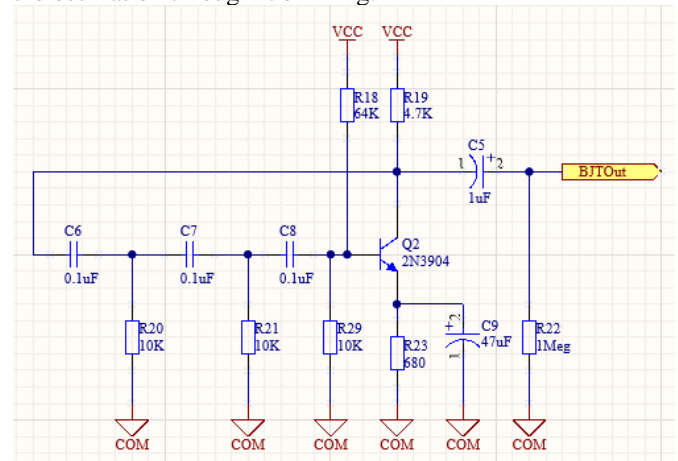 VCC VCC
R18 R19
64K 4.7K
C5
1 + 2
1uF
BJTOut
C6 C7 C8
0.1uF 0.1uF 0.1uF
Q2
2N3904
R20 R21 R29
10K 10K 10K
R23
680
+ 2
1
C9
47uF
R22
1Meg
COM COM COM COM COM COM